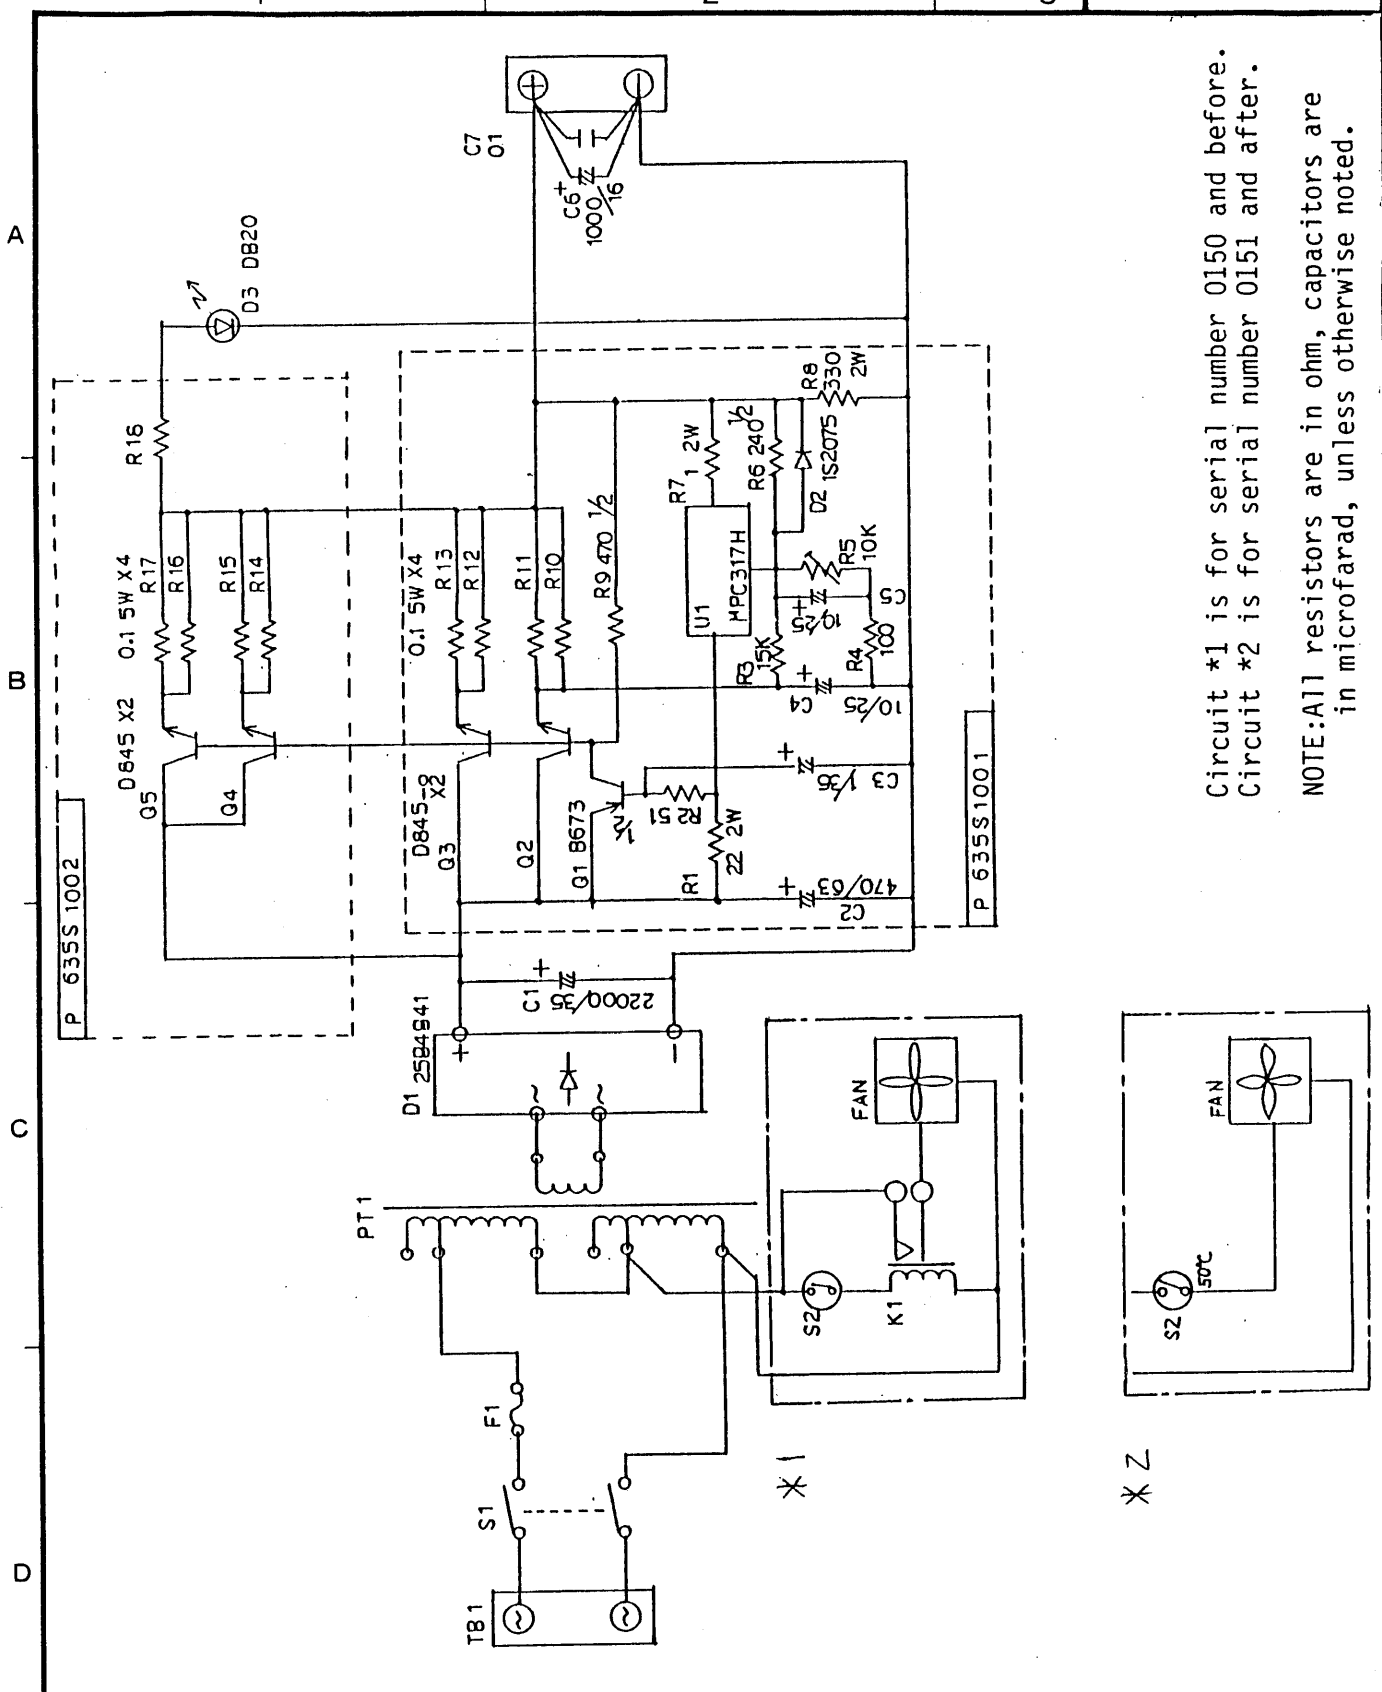 A
B
C
D
C7
01
C6 +
1000/16
D3 DB20
R18
0.1 5W X4
R17
R16
R15
R14
D845 X2
Q5
Q4
P 635S1002
0.1 5W X4
R13
R12
R11
R10
R9 470 1/2
D845-9
X2
Q3
Q2
Q1 B673
1/2
R2 51
R1
22 2W
R7
1 2W
U1
MPC317H
R6 240 1/2
D2
1S2075
R8
330
2W
R5
10K
R3
15K
10/25 +
C5
R4
100
+
C4
10/25
+
C3 1/35
+
C2
470/63
P 635S1001
+
C1
22000/35
D1 25B4B41
+
-
~
~
PT1
F1
S1
TB1
~
~
FAN
S2
K1
*1
FAN
S2
50℃
*2
Circuit *1 is for serial number 0150 and before.
Circuit *2 is for serial number 0151 and after.
NOTE:All resistors are in ohm, capacitors are
in microfarad, unless otherwise noted.